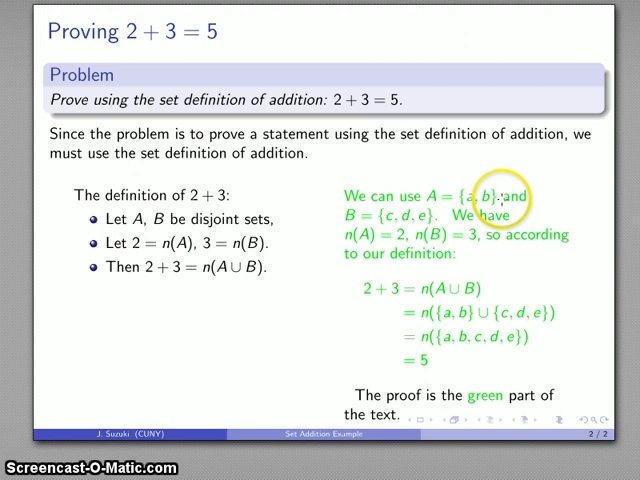 Proving 2 + 3 = 5
Problem
Prove using the set definition of addition: 2 + 3 = 5.
Since the problem is to prove a statement using the set definition of addition, we
must use the set definition of addition.
The definition of 2 + 3:
Let A, B be disjoint sets,
Let 2 = n(A), 3 = n(B).
Then 2 + 3 = n(A ∪ B).
We can use A = {a, b} and
B = {c, d, e}. We have
n(A) = 2, n(B) = 3, so according
to our definition:
2 + 3 = n(A ∪ B)
= n({a, b} ∪ {c, d, e})
= n({a, b, c, d, e})
= 5
The proof is the green part of
the text.
J. Suzuki (CUNY)
Set Addition Example
2 / 2
Screencast-O-Matic.com